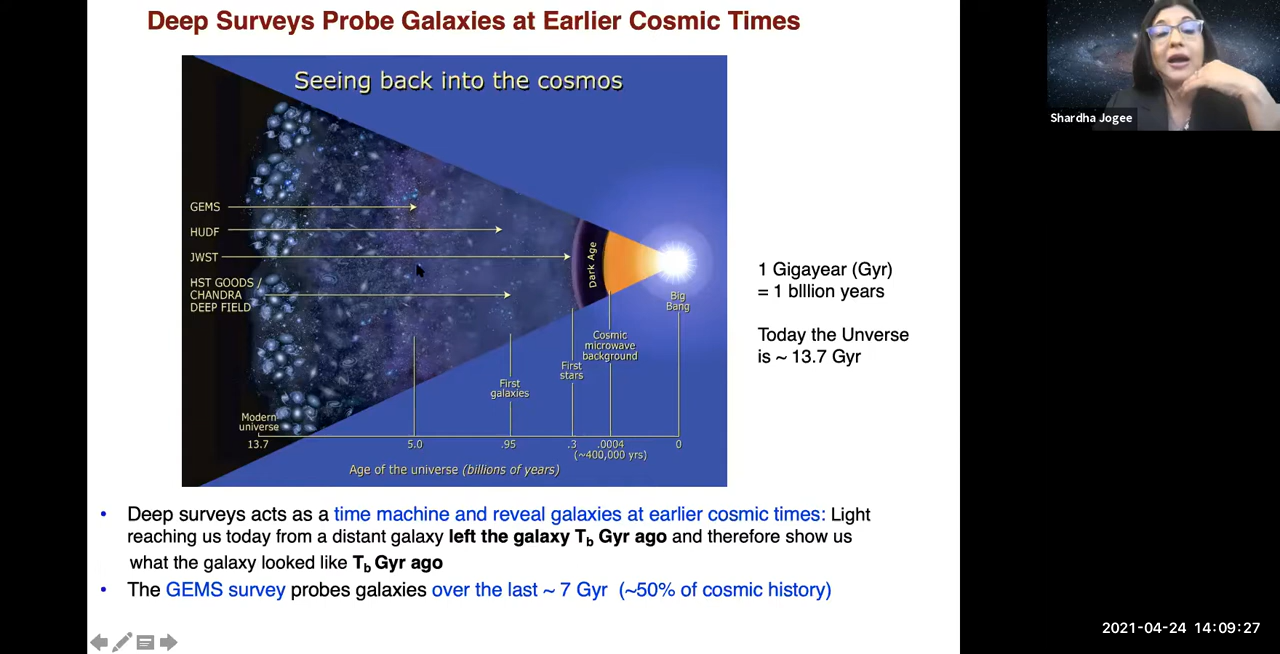 Deep Surveys Probe Galaxies at Earlier Cosmic Times
Seeing back into the cosmos
GEMS
HUDF
JWST
HST GOODS /
CHANDRA
DEEP FIELD
Dark Age
Big
Bang
Cosmic
microwave
background
First
stars
First
galaxies
Modern
universe
13.7 5.0 .95 .3 .0004 0
(~400,000 yrs)
Age of the universe (billions of years)
1 Gigayear (Gyr)
= 1 bIllion years
Today the Unverse
is ~ 13.7 Gyr
• Deep surveys acts as a time machine and reveal galaxies at earlier cosmic times: Light
reaching us today from a distant galaxy left the galaxy Tb Gyr ago and therefore show us
what the galaxy looked like Tb Gyr ago
• The GEMS survey probes galaxies over the last ~ 7 Gyr (~50% of cosmic history)
Shardha Jogee
2021-04-24 14:09:27